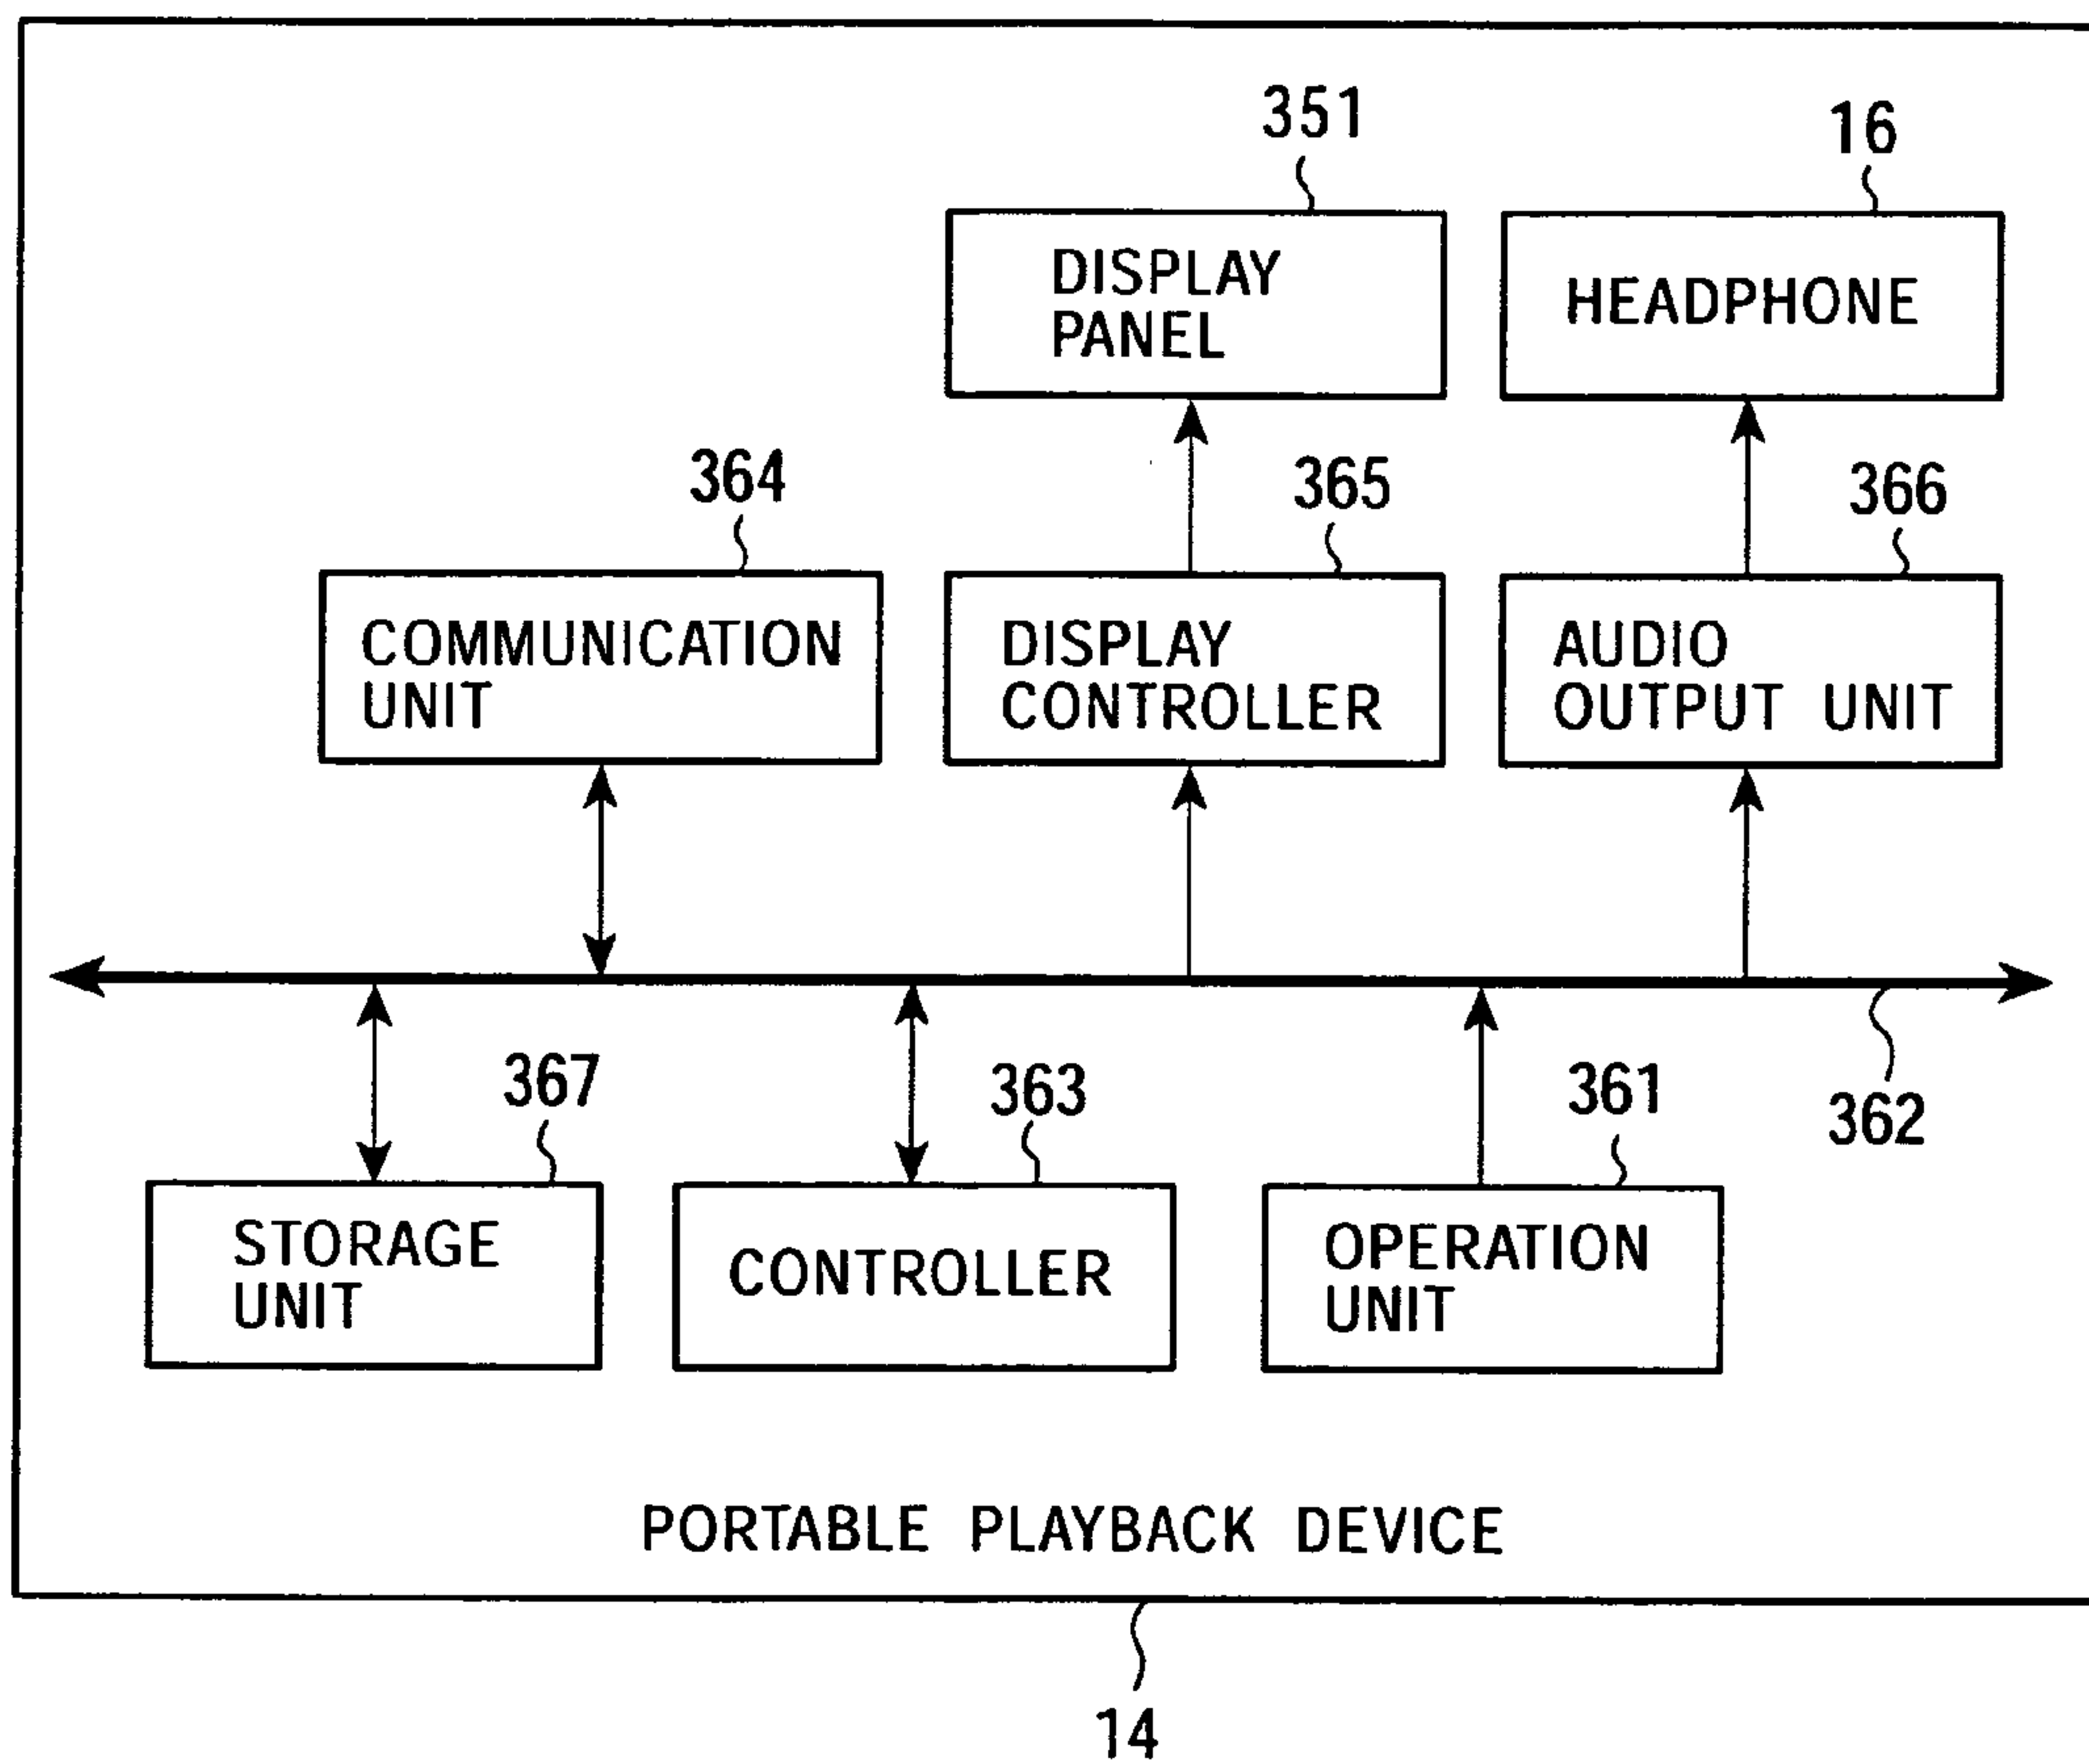 351
16
DISPLAY
PANEL
HEADPHONE
364
365
366
COMMUNICATION
UNIT
DISPLAY
CONTROLLER
AUDIO
OUTPUT UNIT
367
363
361
362
STORAGE
UNIT
CONTROLLER
OPERATION
UNIT
PORTABLE PLAYBACK DEVICE
14